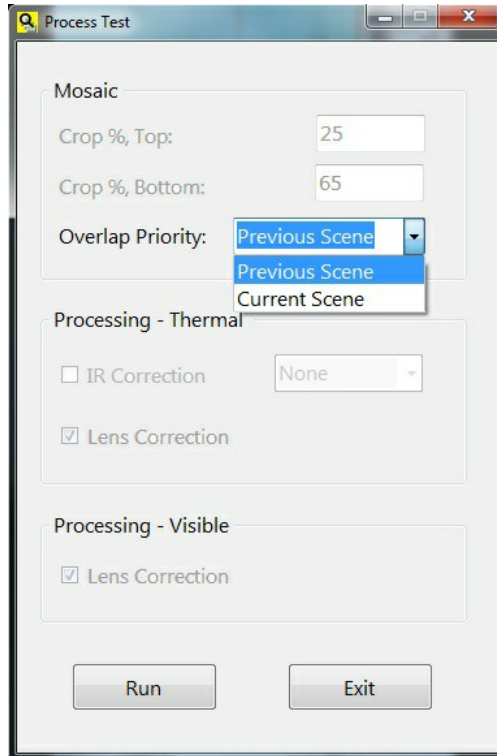 Process Test
Mosaic
Crop %, Top: 25
Crop %, Bottom: 65
Overlap Priority: Previous Scene
Previous Scene
Current Scene
Processing - Thermal
IR Correction None
Lens Correction
Processing - Visible
Lens Correction
Run Exit